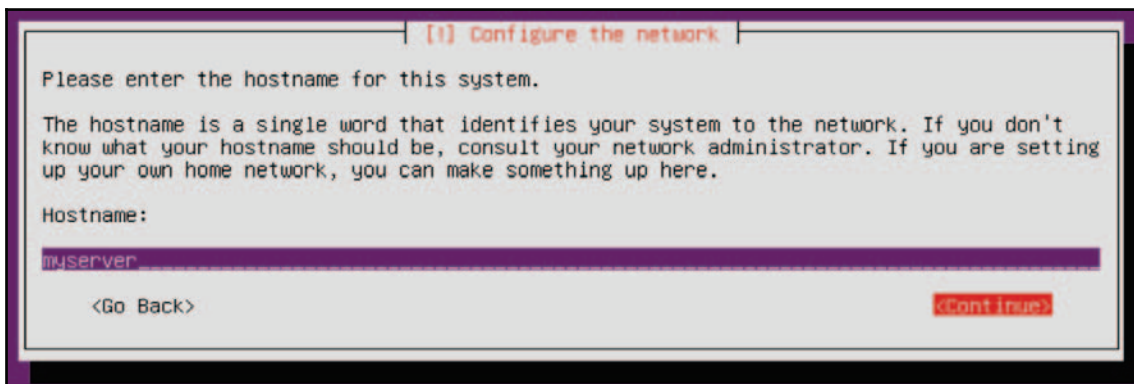 [!] Configure the network
Please enter the hostname for this system.
The hostname is a single word that identifies your system to the network. If you don't
know what your hostname should be, consult your network administrator. If you are setting
up your own home network, you can make something up here.
Hostname:
myserver
<Go Back> <Continue>